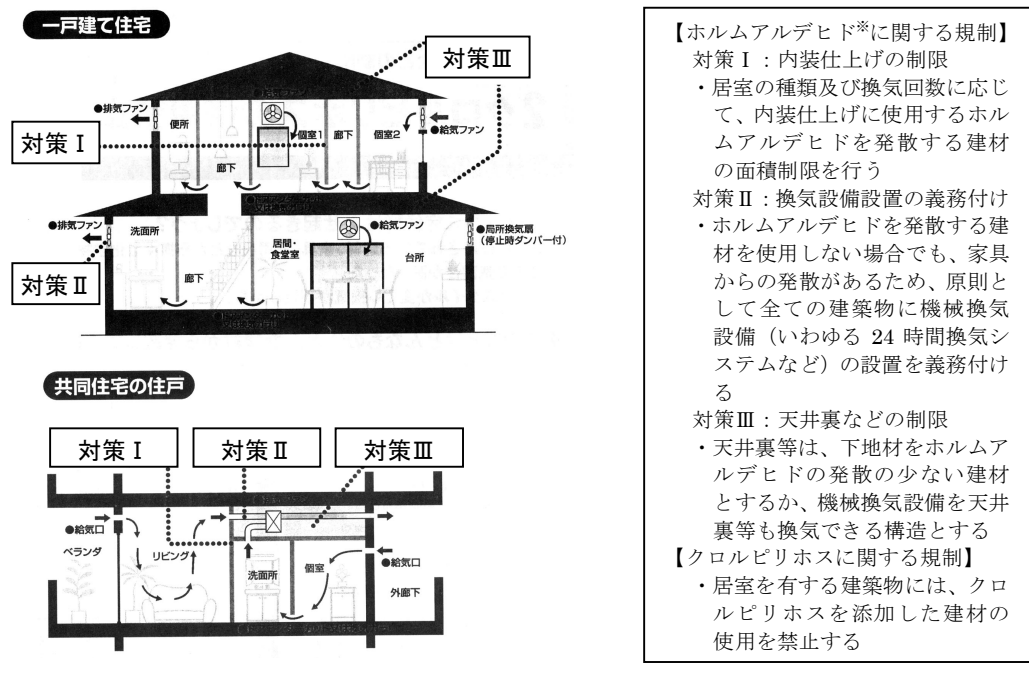 一戸建て住宅
対策Ⅲ
●排気ファン
便所
個室1
廊下
個室2
●給気ファン
対策Ⅰ
廊下
●排気ファン
洗面所
●給気ファン
●局所換気扇
(停止時ダンパー付)
居間・
食堂室
台所
廊下
対策Ⅱ
共同住宅の住戸
対策Ⅰ
対策Ⅱ
対策Ⅲ
●給気口
ベランダ
リビング
洗面所
個室
●給気口
外廊下
【ホルムアルデヒド※に関する規制】
対策Ⅰ：内装仕上げの制限
・居室の種類及び換気回数に応じ
て、内装仕上げに使用するホル
ムアルデヒドを発散する建材
の面積制限を行う
対策Ⅱ：換気設備設置の義務付け
・ホルムアルデヒドを発散する建
材を使用しない場合でも、家具
からの発散があるため、原則と
して全ての建築物に機械換気
設備（いわゆる 24 時間換気シ
ステムなど）の設置を義務付け
る
対策Ⅲ：天井裏などの制限
・天井裏等は、下地材をホルムア
ルデヒドの発散の少ない建材
とするか、機械換気設備を天井
裏等も換気できる構造とする
【クロルピリホスに関する規制】
・居室を有する建築物には、クロ
ルピリホスを添加した建材の
使用を禁止する